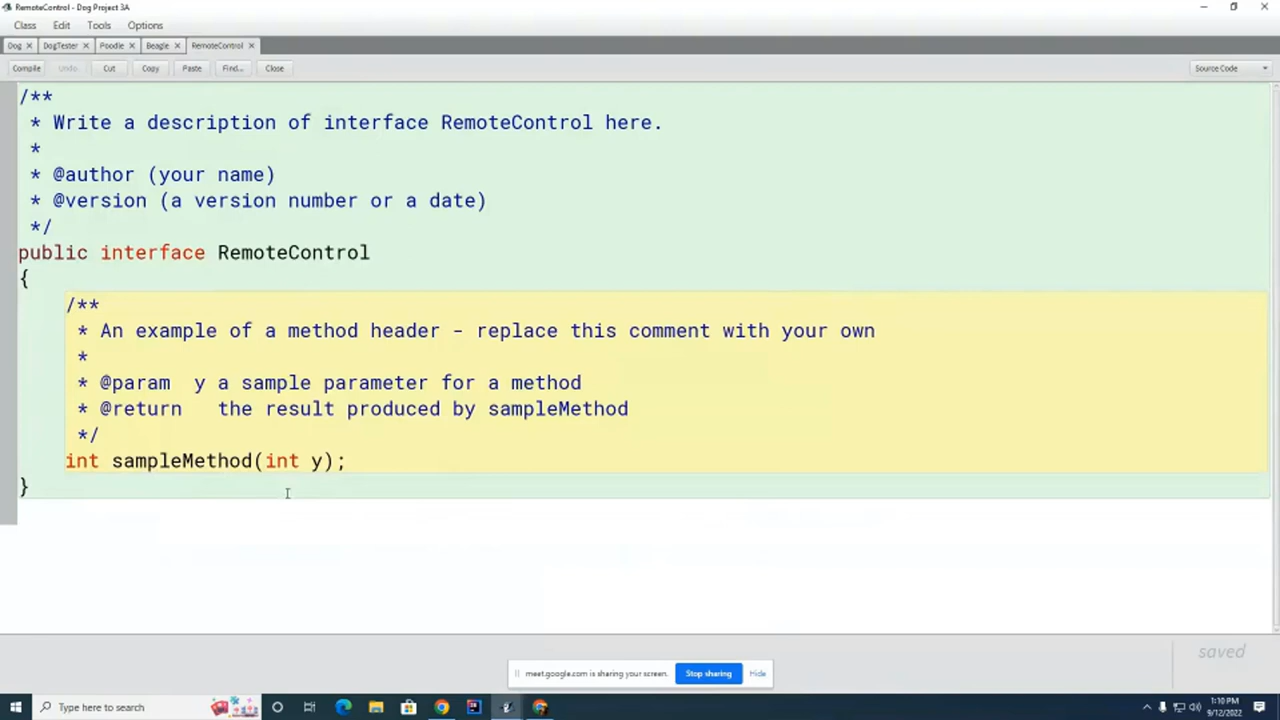 RemoteControl - Dog Project 3A
Class Edit Tools Options
Dog × DogTester × Poodle × Beagle × RemoteControl ×
Compile Undo Cut Copy Paste Find... Close Source Code
/**
* Write a description of interface RemoteControl here.
*
* @author (your name)
* @version (a version number or a date)
*/
public interface RemoteControl
{
/**
* An example of a method header - replace this comment with your own
*
* @param y a sample parameter for a method
* @return the result produced by sampleMethod
*/
int sampleMethod(int y);
}
saved
meet.google.com is sharing your screen. Stop sharing Hide
Type here to search
1:10 PM
9/12/2022